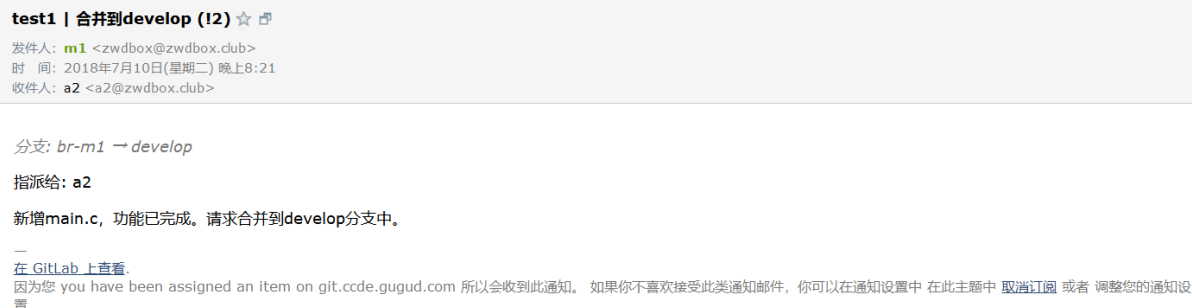 test1 | 合并到develop (!2)
发件人：m1 <zwdbox@zwdbox.club>
时 间：2018年7月10日(星期二) 晚上8:21
收件人：a2 <a2@zwdbox.club>
分支: br-m1 → develop
指派给: a2
新增main.c，功能已完成。请求合并到develop分支中。
—
在 GitLab 上查看.
因为您 you have been assigned an item on git.ccde.gugud.com 所以会收到此通知。 如果你不喜欢接受此类通知邮件，你可以在通知设置中 在此主题中 取消订阅 或者 调整您的通知设
置